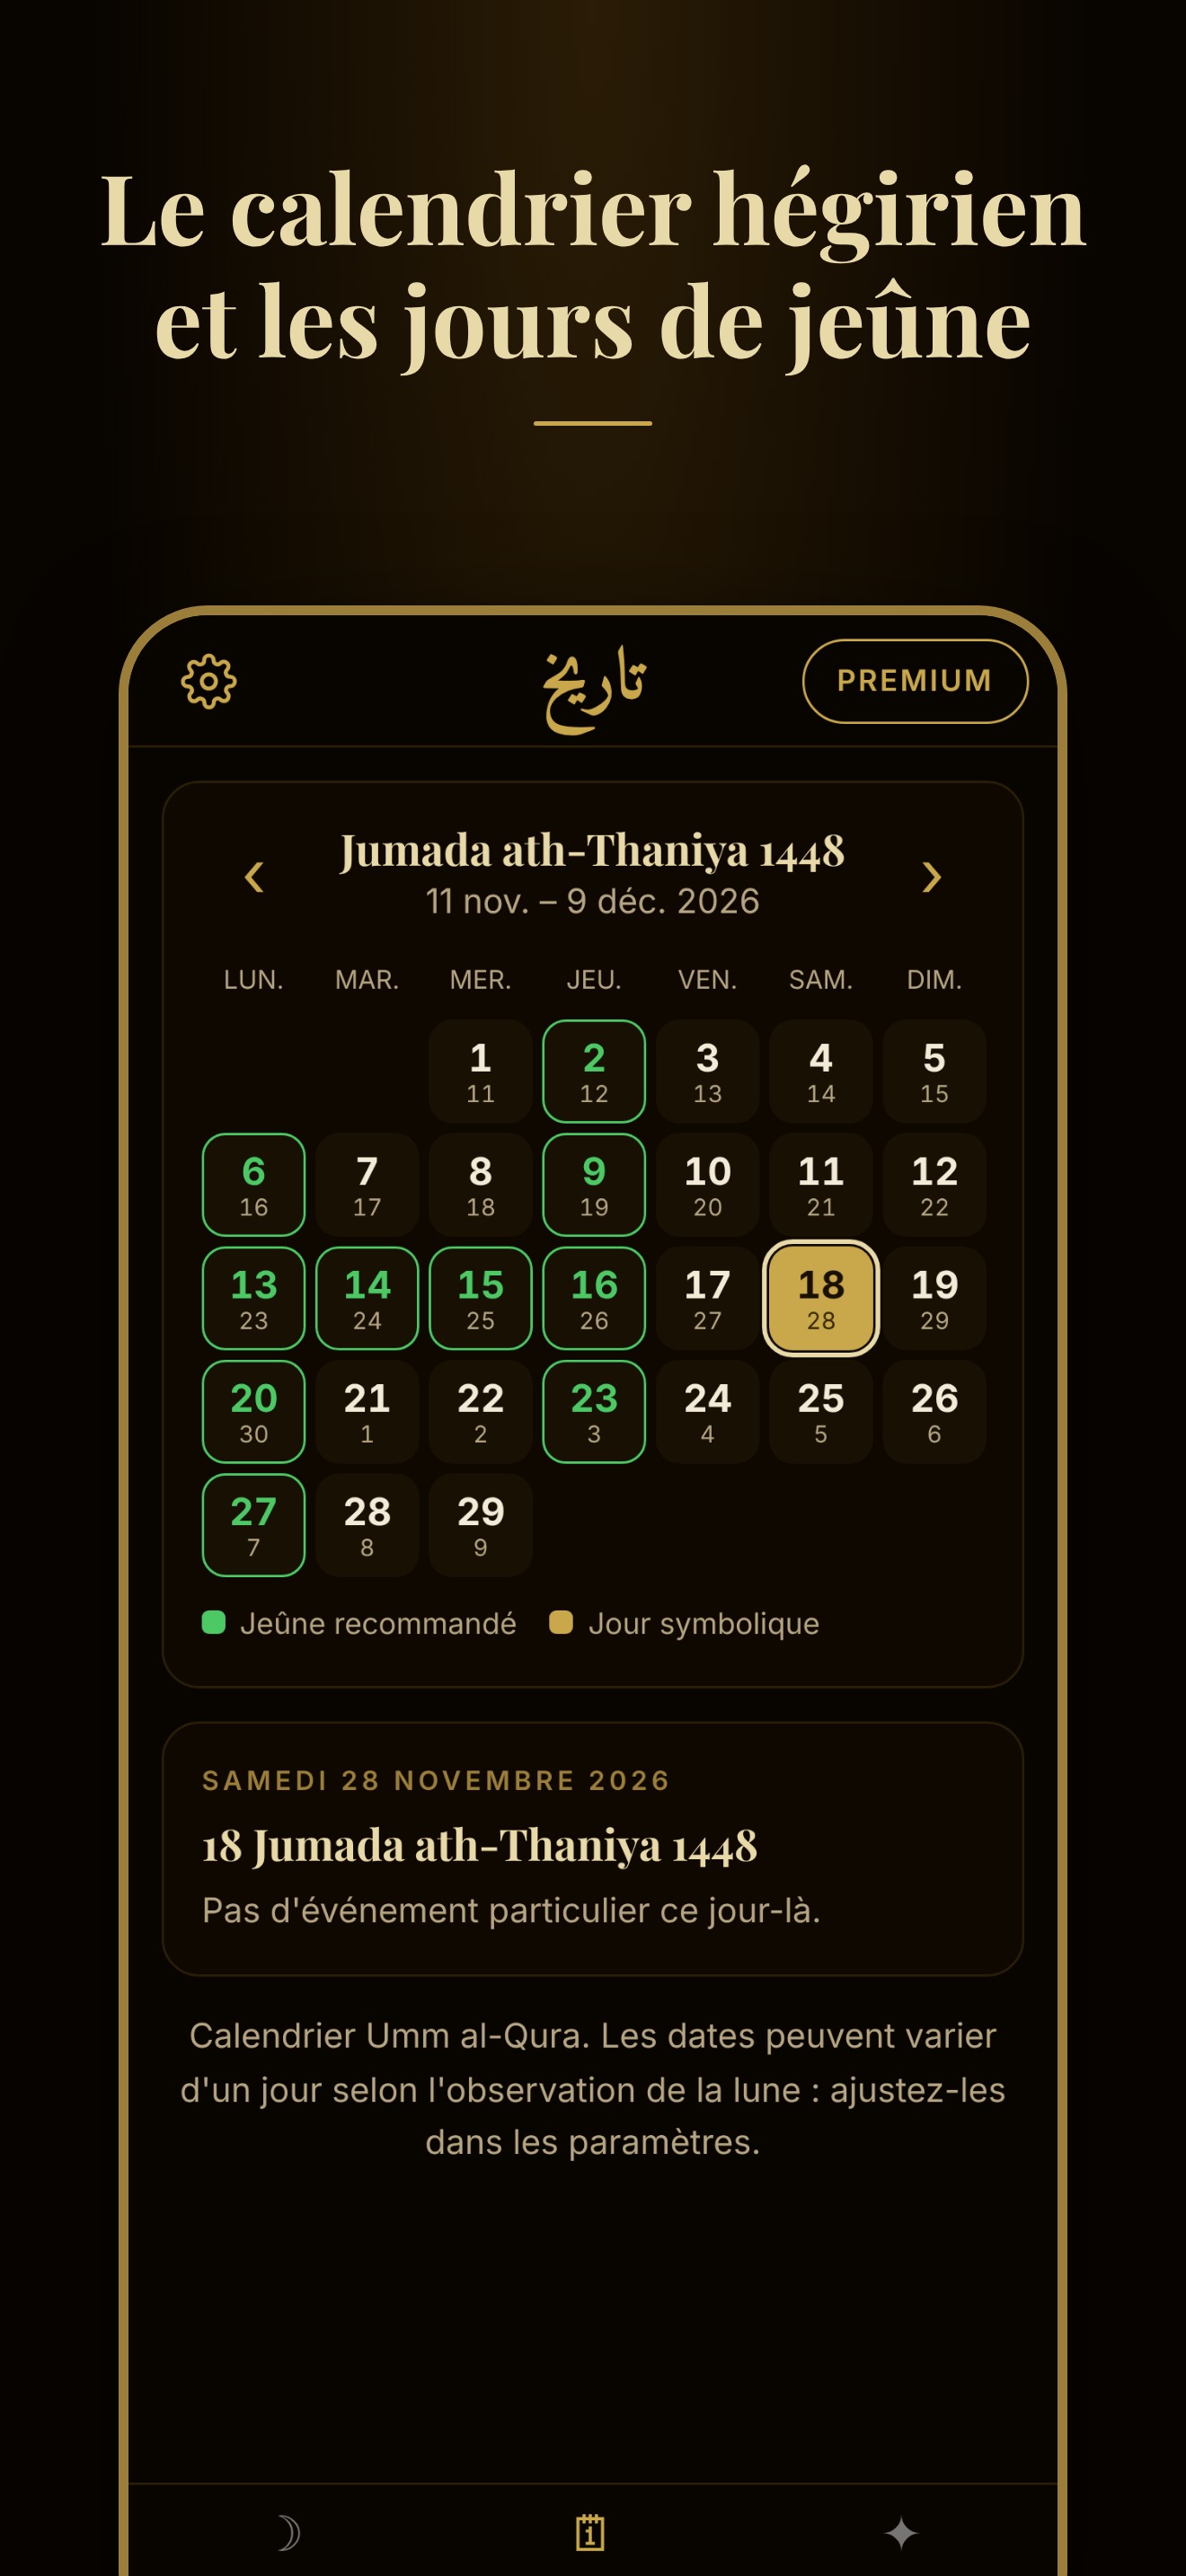 Le calendrier hégirien
et les jours de jeûne
تاريخ
PREMIUM
‹ Jumada ath-Thaniya 1448 ›
11 nov. – 9 déc. 2026
LUN. MAR. MER. JEU. VEN. SAM. DIM.
1 2 3 4 5
11 12 13 14 15
6 7 8 9 10 11 12
16 17 18 19 20 21 22
13 14 15 16 17 18 19
23 24 25 26 27 28 29
20 21 22 23 24 25 26
30 1 2 3 4 5 6
27 28 29
7 8 9
Jeûne recommandé Jour symbolique
SAMEDI 28 NOVEMBRE 2026
18 Jumada ath-Thaniya 1448
Pas d'événement particulier ce jour-là.
Calendrier Umm al-Qura. Les dates peuvent varier
d'un jour selon l'observation de la lune : ajustez-les
dans les paramètres.
1